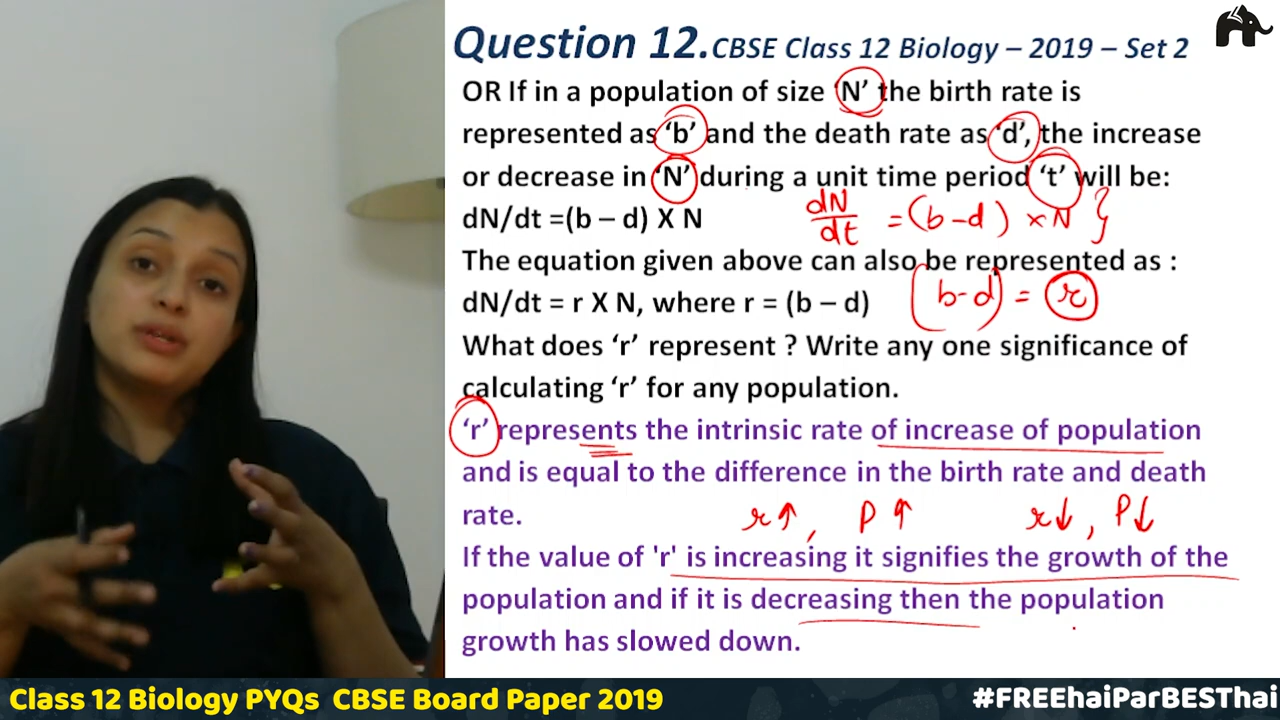 Question 12. CBSE Class 12 Biology – 2019 – Set 2
OR If in a population of size ‘N’ the birth rate is
represented as ‘b’ and the death rate as ‘d’, the increase
or decrease in ‘N’ during a unit time period ‘t’ will be:
dN/dt =(b – d) X N
dN/dt = (b-d) × N }
The equation given above can also be represented as :
dN/dt = r X N, where r = (b – d)
(b-d) = r
What does ‘r’ represent ? Write any one significance of
calculating ‘r’ for any population.
‘r’ represents the intrinsic rate of increase of population
and is equal to the difference in the birth rate and death
rate.
r↑, P↑ r↓, P↓
If the value of 'r' is increasing it signifies the growth of the
population and if it is decreasing then the population
growth has slowed down.
Class 12 Biology PYQs CBSE Board Paper 2019
#FREEhaiParBESThai